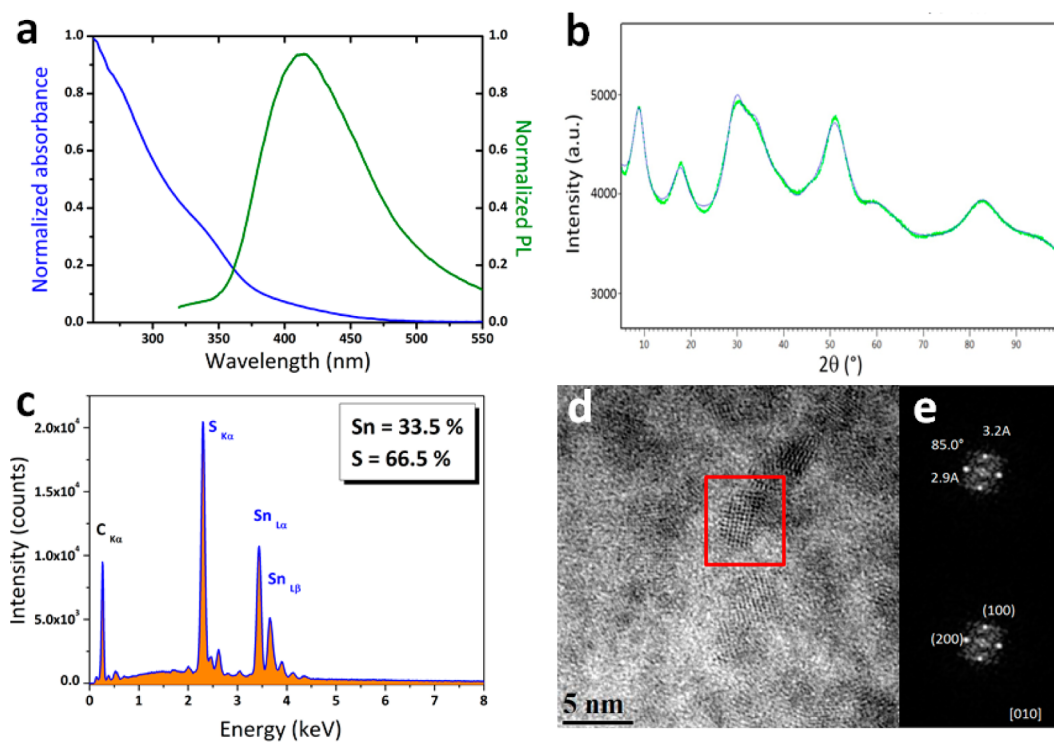 a
1.0
1.0
0.8
0.8
0.6
0.6
0.4
0.4
0.2
0.2
0.0
0.0
300
350
400
450
500
550
Normalized absorbance
Normalized PL
Wavelength (nm)
b
5000
4000
3000
10
20
30
40
50
60
70
80
90
Intensity (a.u.)
2θ (°)
c
2.0x10⁴
1.5x10⁴
1.0x10⁴
5.0x10³
0.0
0
1
2
3
4
5
6
7
8
Intensity (counts)
Energy (keV)
C Kα
S Kα
Sn Lα
Sn Lβ
Sn = 33.5 %
S = 66.5 %
d
5 nm
e
3.2A
85.0°
2.9A
(100)
(200)
[010]